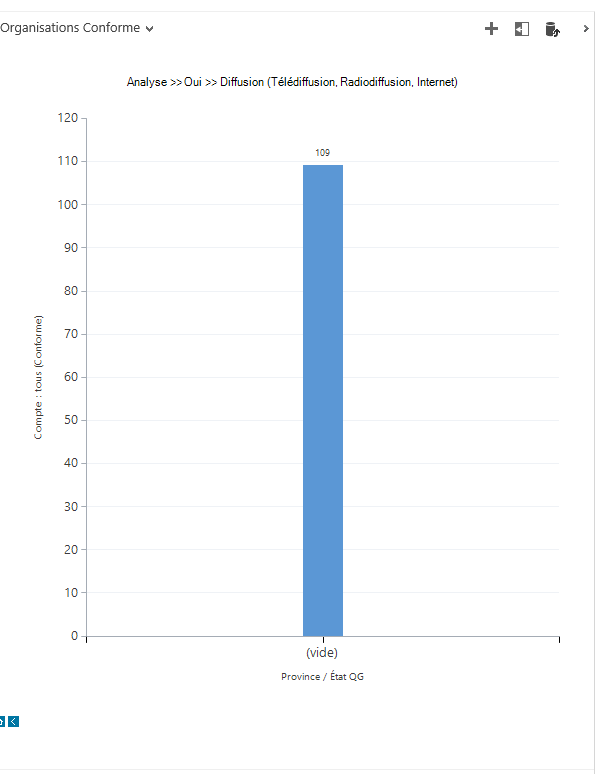 Organisations Conforme
Analyse >> Oui >> Diffusion (Télédiffusion, Radiodiffusion, Internet)
120
110
100
90
80
70
60
50
40
30
20
10
0
109
Compte : tous (Conforme)
(vide)
Province / État QG